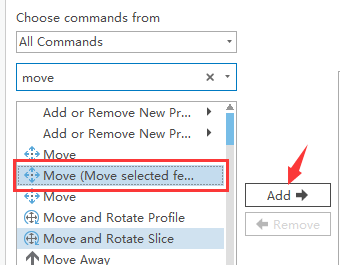 Choose commands from
All Commands
move
Add or Remove New Pr...
Add or Remove New Pr...
Move
Move (Move selected fe...
Move
Move and Rotate Profile
Move and Rotate Slice
Move Away
Add
Remove